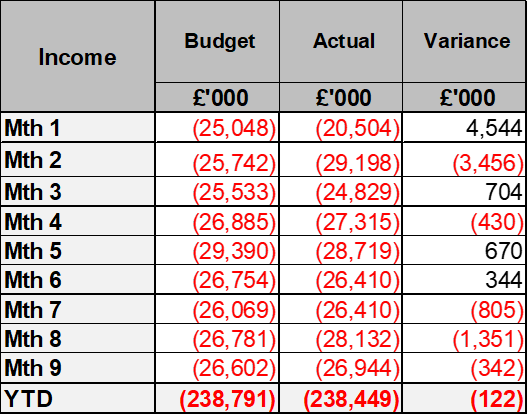 Income Budget Actual Variance
£'000 £'000 £'000
Mth 1 (25,048) (20,504) 4,544
Mth 2 (25,742) (29,198) (3,456)
Mth 3 (25,533) (24,829) 704
Mth 4 (26,885) (27,315) (430)
Mth 5 (29,390) (28,719) 670
Mth 6 (26,754) (26,410) 344
Mth 7 (26,069) (26,410) (805)
Mth 8 (26,781) (28,132) (1,351)
Mth 9 (26,602) (26,944) (342)
YTD (238,791) (238,449) (122)